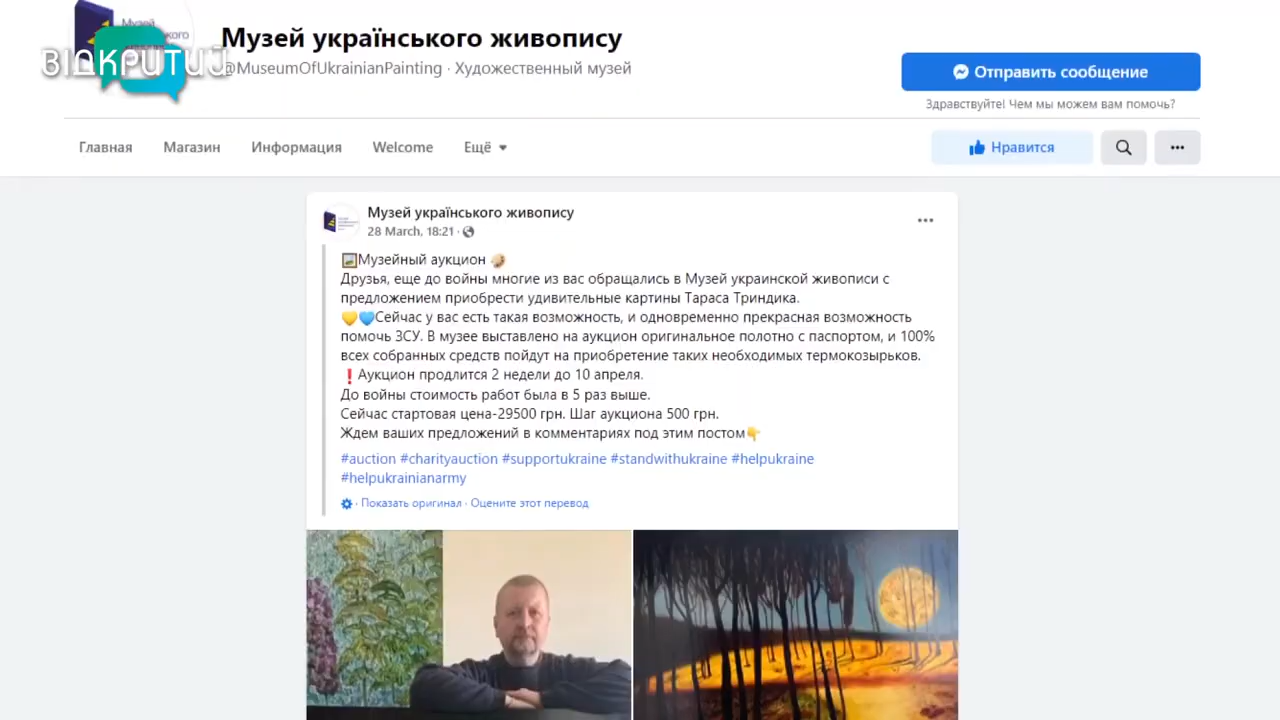 Музей українського живопису
ВІДКРИТИЙ
@MuseumOfUkrainianPainting · Художественный музей
Отправить сообщение
Здравствуйте! Чем мы можем вам помочь?
Главная Магазин Информация Welcome Ещё
Нравится
Музей українського живопису
28 March, 18:21 ·
Музейный аукцион
Друзья, еще до войны многие из вас обращались в Музей украинской живописи с
предложением приобрести удивительные картины Тараса Триндика.
Сейчас у вас есть такая возможность, и одновременно прекрасная возможность
помочь ЗСУ. В музее выставлено на аукцион оригинальное полотно с паспортом, и 100%
всех собранных средств пойдут на приобретение таких необходимых термокозырьков.
❗Аукцион продлится 2 недели до 10 апреля.
До войны стоимость работ была в 5 раз выше.
Сейчас стартовая цена-29500 грн. Шаг аукциона 500 грн.
Ждем ваших предложений в комментариях под этим постом
#auction #charityauction #supportukraine #standwithukraine #helpukraine
#helpukrainianarmy
· Показать оригинал · Оцените этот перевод